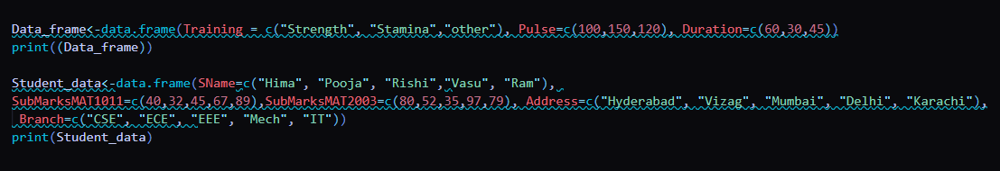 Data_frame<-data.frame(Training = c("Strength", "Stamina","other"), Pulse=c(100,150,120), Duration=c(60,30,45))
print((Data_frame))
Student_data<-data.frame(SName=c("Hima", "Pooja", "Rishi","Vasu", "Ram"),
SubMarksMAT1011=c(40,32,45,67,89),SubMarksMAT2003=c(80,52,35,97,79), Address=c("Hyderabad", "Vizag", "Mumbai", "Delhi", "Karachi"),
Branch=c("CSE", "ECE", "EEE", "Mech", "IT"))
print(Student_data)